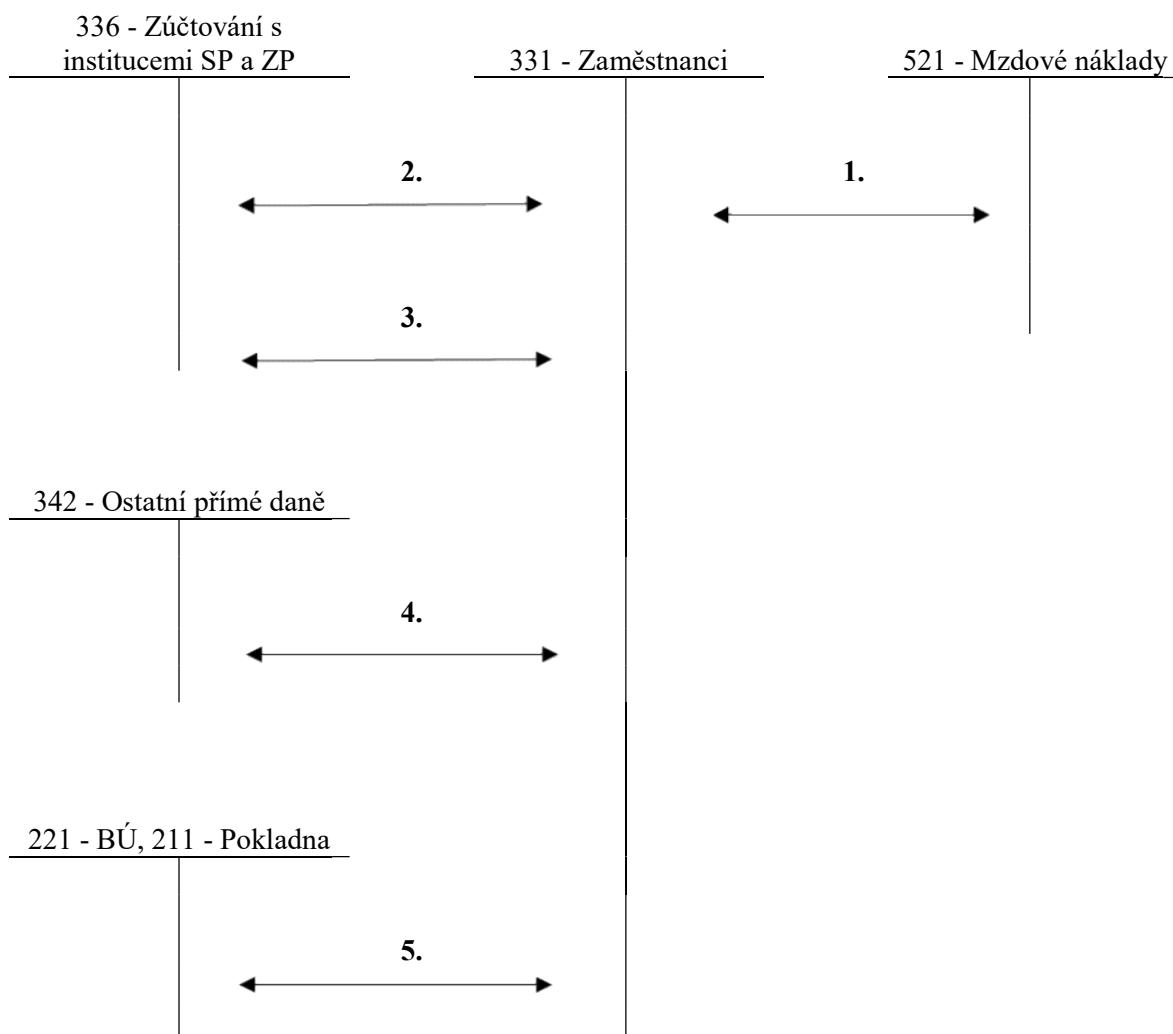 336 - Zúčtování s
institucemi SP a ZP
331 - Zaměstnanci
521 - Mzdové náklady
2.
1.
3.
342 - Ostatní přímé daně
4.
221 - BÚ, 211 - Pokladna
5.